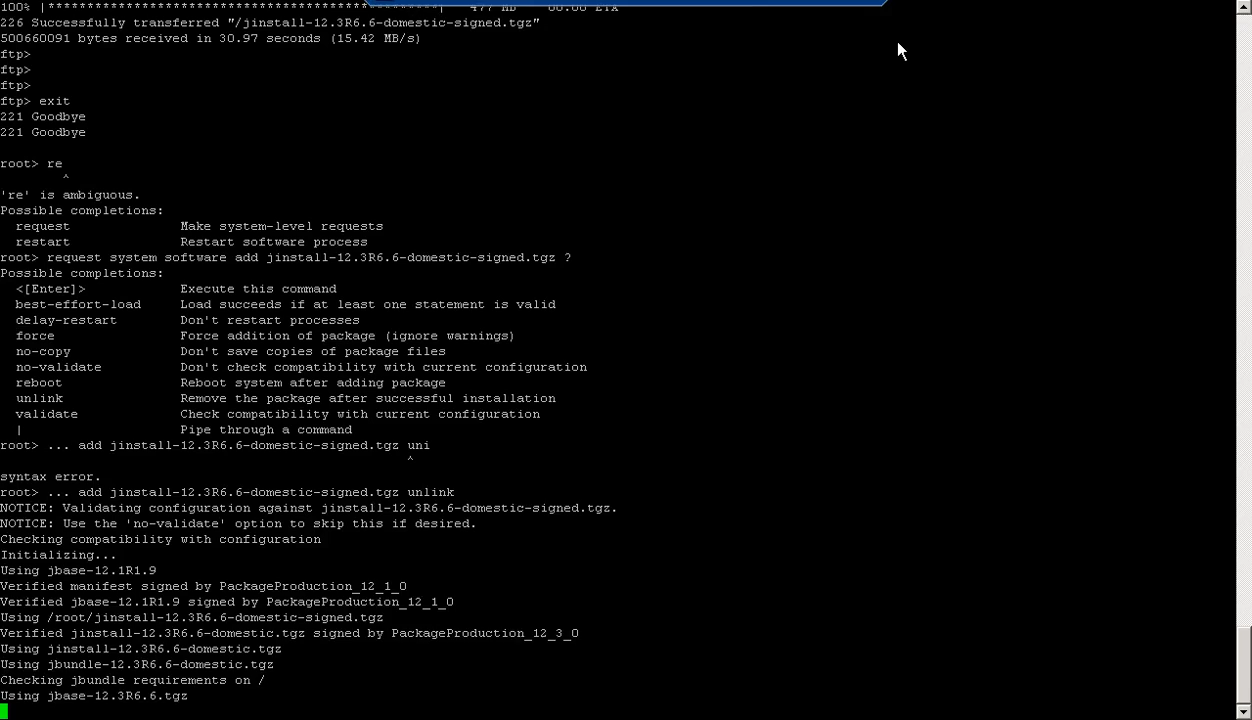 100% |*********************************************| 477 MB 00:00 ETA
226 Successfully transferred "/jinstall-12.3R6.6-domestic-signed.tgz"
500660091 bytes received in 30.97 seconds (15.42 MB/s)
ftp>
ftp>
ftp>
ftp> exit
221 Goodbye
221 Goodbye
root> re
^
're' is ambiguous.
Possible completions:
request Make system-level requests
restart Restart software process
root> request system software add jinstall-12.3R6.6-domestic-signed.tgz ?
Possible completions:
<[Enter]> Execute this command
best-effort-load Load succeeds if at least one statement is valid
delay-restart Don't restart processes
force Force addition of package (ignore warnings)
no-copy Don't save copies of package files
no-validate Don't check compatibility with current configuration
reboot Reboot system after adding package
unlink Remove the package after successful installation
validate Check compatibility with current configuration
| Pipe through a command
root> ... add jinstall-12.3R6.6-domestic-signed.tgz uni
^
syntax error.
root> ... add jinstall-12.3R6.6-domestic-signed.tgz unlink
NOTICE: Validating configuration against jinstall-12.3R6.6-domestic-signed.tgz.
NOTICE: Use the 'no-validate' option to skip this if desired.
Checking compatibility with configuration
Initializing...
Using jbase-12.1R1.9
Verified manifest signed by PackageProduction_12_1_0
Verified jbase-12.1R1.9 signed by PackageProduction_12_1_0
Using /root/jinstall-12.3R6.6-domestic-signed.tgz
Verified jinstall-12.3R6.6-domestic.tgz signed by PackageProduction_12_3_0
Using jinstall-12.3R6.6-domestic.tgz
Using jbundle-12.3R6.6-domestic.tgz
Checking jbundle requirements on /
Using jbase-12.3R6.6.tgz